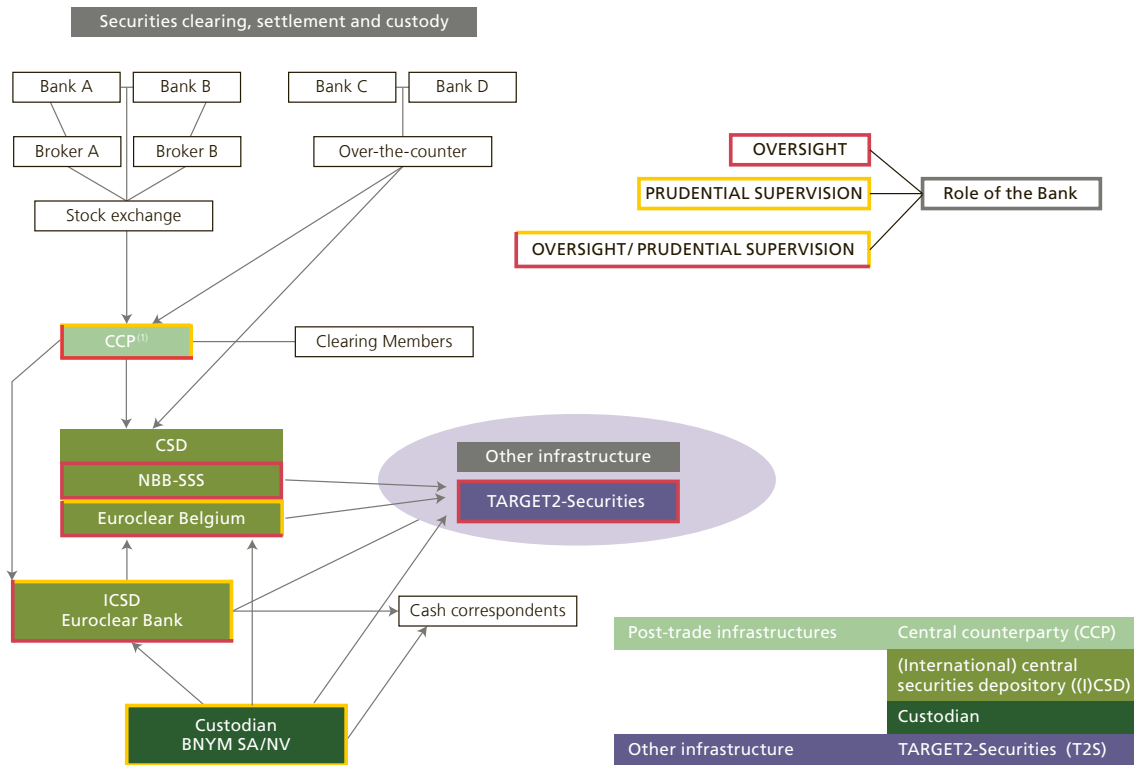 Securities clearing, settlement and custody
Bank A
Bank B
Bank C
Bank D
Broker A
Broker B
Over-the-counter
Stock exchange
OVERSIGHT
PRUDENTIAL SUPERVISION
Role of the Bank
OVERSIGHT/ PRUDENTIAL SUPERVISION
CCP(1)
Clearing Members
CSD
NBB-SSS
Euroclear Belgium
Other infrastructure
TARGET2-Securities
ICSD
Euroclear Bank
Cash correspondents
Custodian
BNYM SA/NV
Post-trade infrastructures
Central counterparty (CCP)
(International) central
securities depository ((I)CSD)
Custodian
Other infrastructure
TARGET2-Securities (T2S)